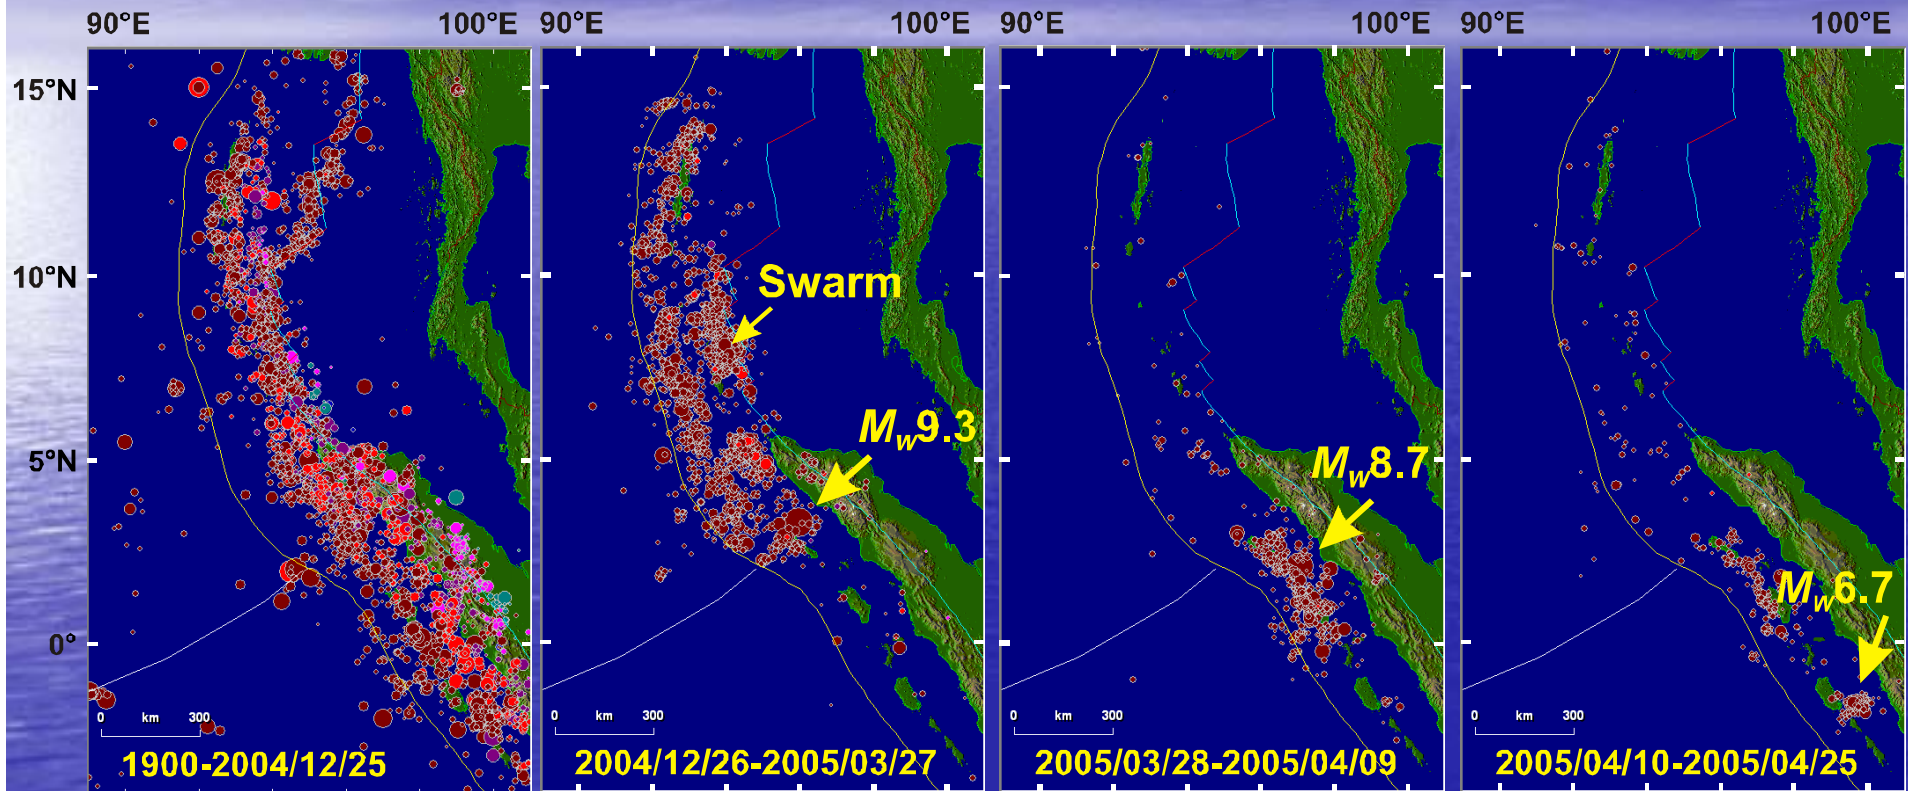 90°E 100°E 90°E 100°E 90°E 100°E 90°E 100°E
15°N
10°N
Swarm
Mw9.3
5°N
Mw8.7
Mw6.7
0°
0 km 300
0 km 300
0 km 300
0 km 300
1900-2004/12/25
2004/12/26-2005/03/27
2005/03/28-2005/04/09
2005/04/10-2005/04/25